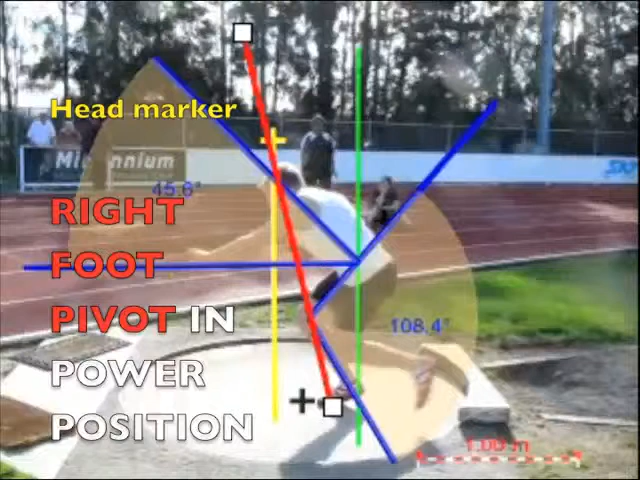 Head marker
Millennium
45,6°
RIGHT
FOOT
PIVOT IN
108,4°
POWER
POSITION
1.00 m